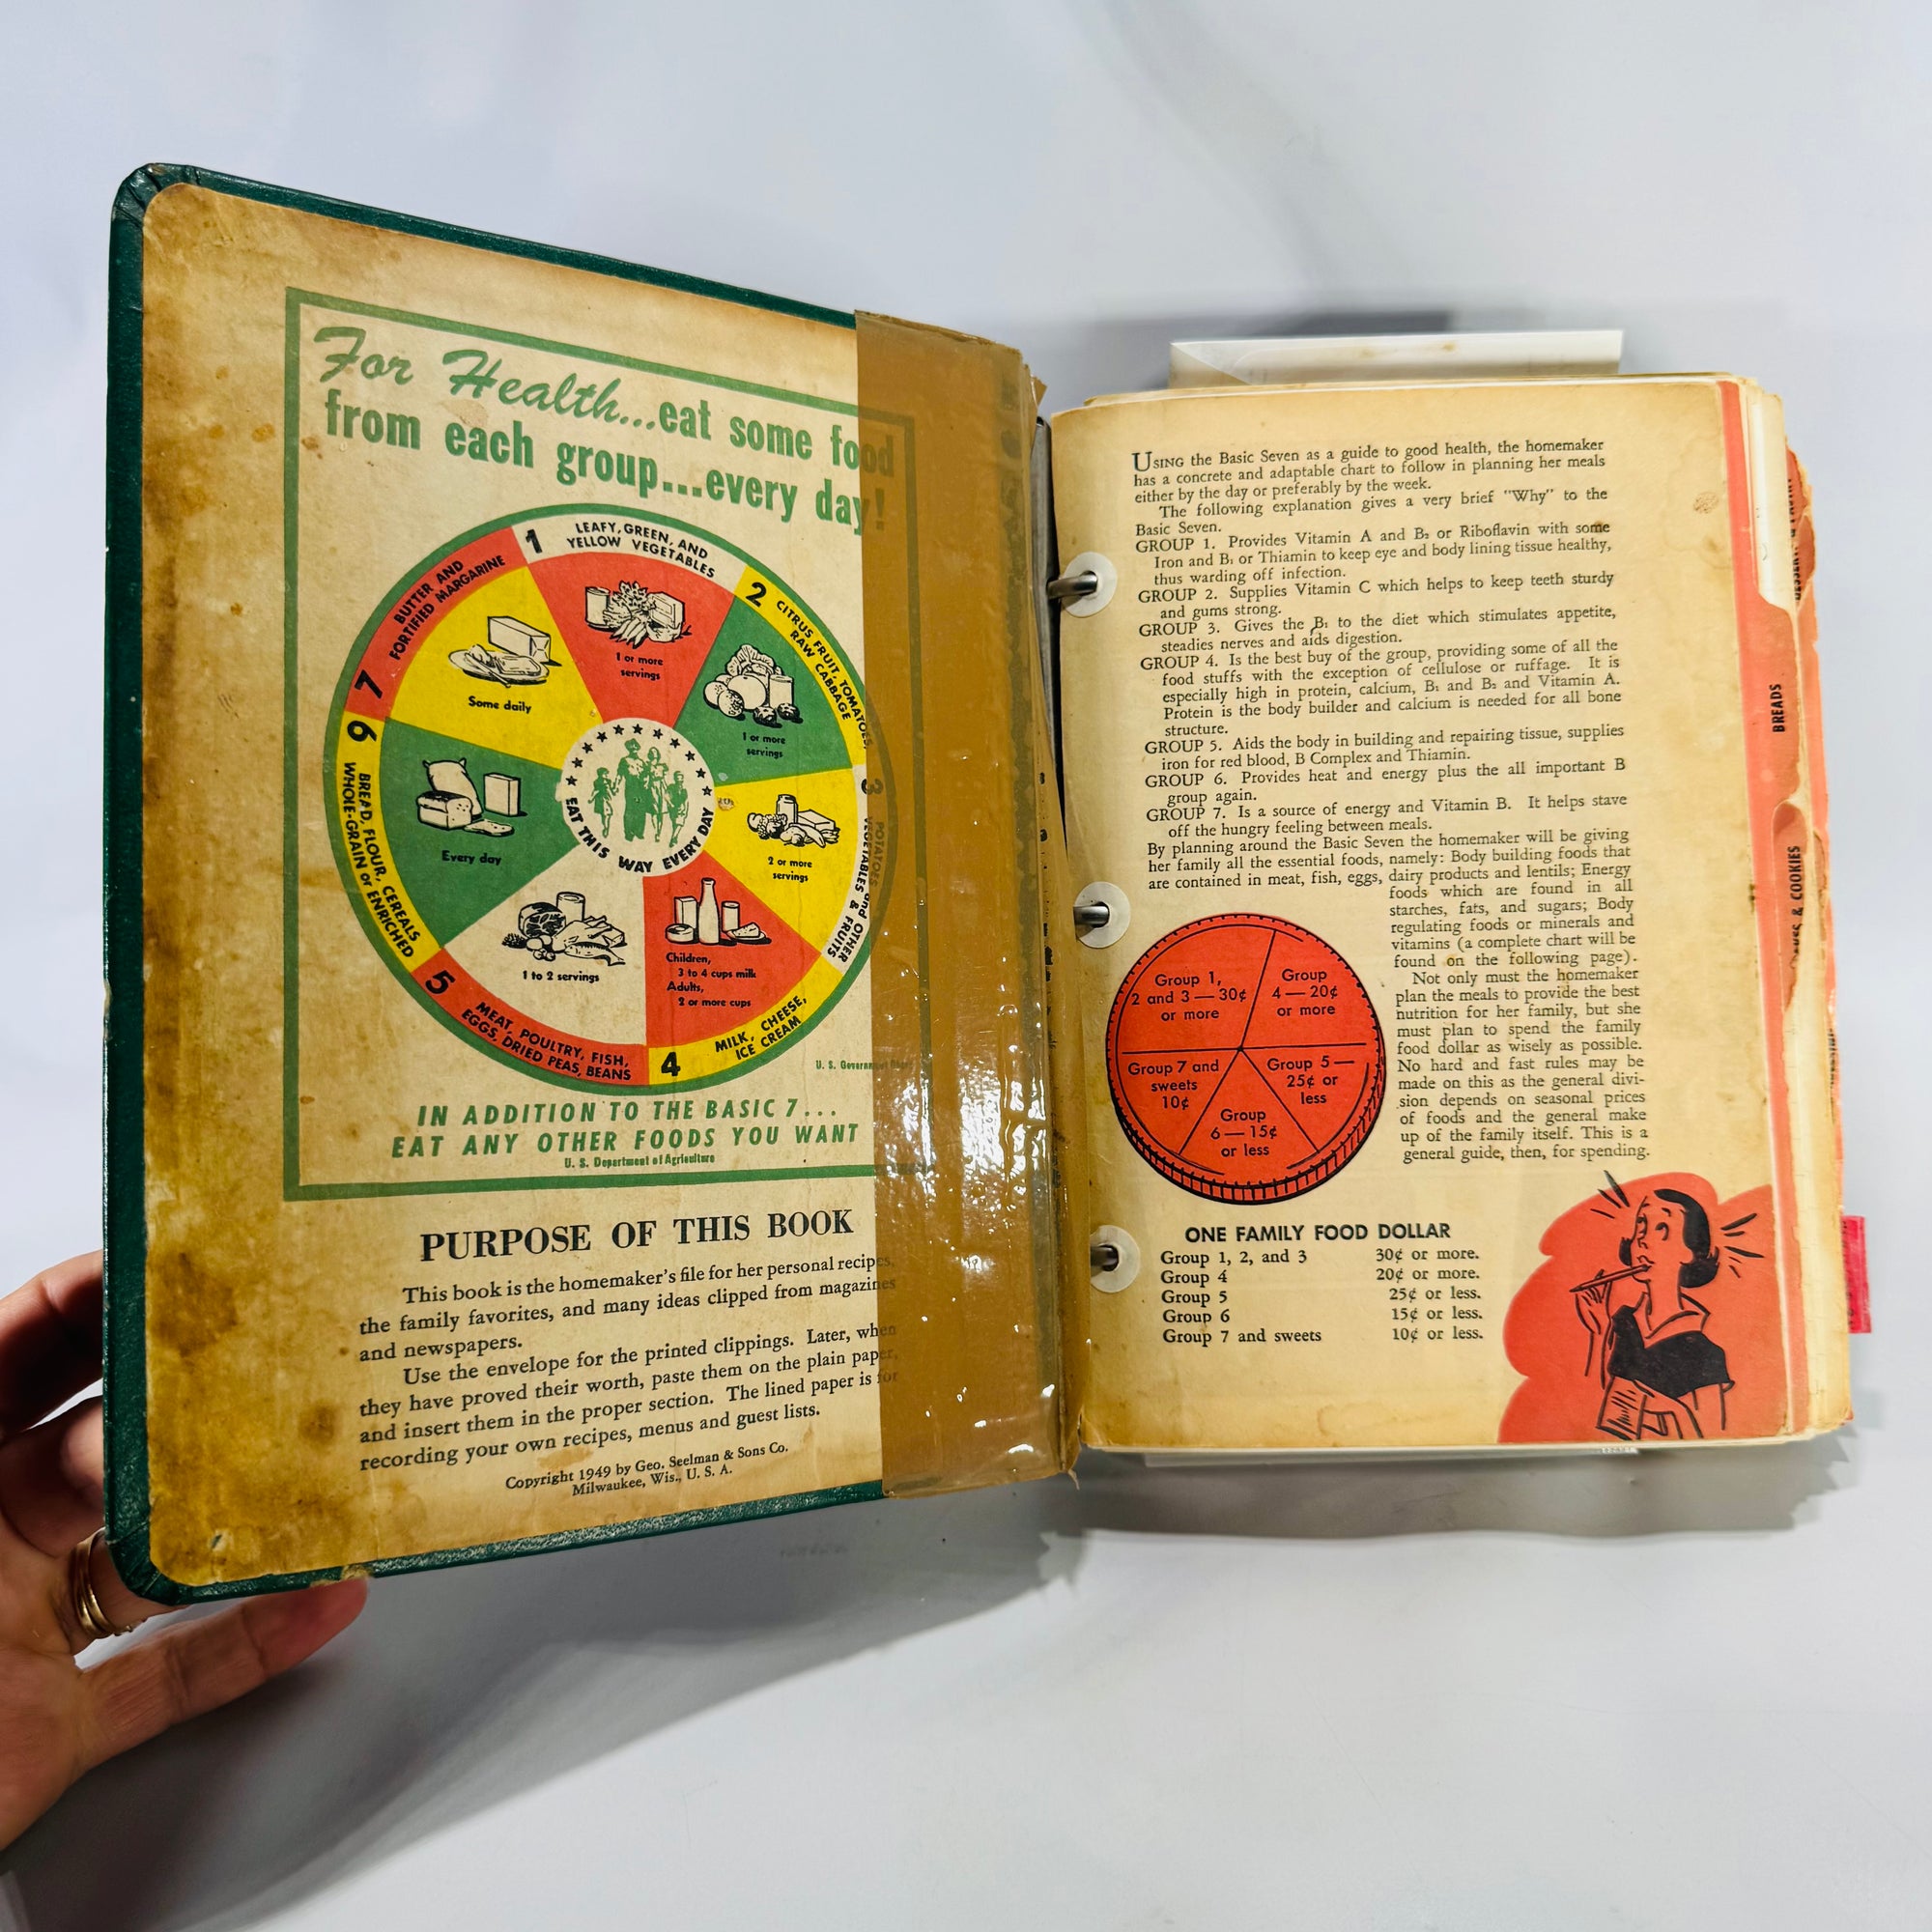 For Health...eat some food
from each group...every day!
1 LEAFY, GREEN, AND
YELLOW VEGETABLES
1 or more
servings
2 CITRUS FRUIT, TOMATOES,
RAW CABBAGE
1 or more
servings
3 POTATOES and OTHER
VEGETABLES & FRUITS
2 or more
servings
4 MILK, CHEESE,
ICE CREAM
Children,
3 to 4 cups milk
Adults,
2 or more cups
5 MEAT, POULTRY, FISH,
EGGS, DRIED PEAS, BEANS
1 to 2 servings
6 BREAD, FLOUR, CEREALS
WHOLE-GRAIN or ENRICHED
Every day
7 BUTTER AND
FORTIFIED MARGARINE
Some daily
EAT THIS WAY EVERY DAY
U. S. Government
IN ADDITION TO THE BASIC 7...
EAT ANY OTHER FOODS YOU WANT
U. S. Department of Agriculture
PURPOSE OF THIS BOOK
This book is the homemaker's file for her personal recipes,
the family favorites, and many ideas clipped from magazines
and newspapers.
Use the envelope for the printed clippings. Later, when
they have proved their worth, paste them on the plain paper,
and insert them in the proper section. The lined paper is for
recording your own recipes, menus and guest lists.
Copyright 1949 by Geo. Seelman & Sons Co.
Milwaukee, Wis., U. S. A.
USING the Basic Seven as a guide to good health, the homemaker
has a concrete and adaptable chart to follow in planning her meals
either by the day or preferably by the week.
The following explanation gives a very brief "Why" to the
Basic Seven.
GROUP 1. Provides Vitamin A and B₂ or Riboflavin with some
Iron and B₁ or Thiamin to keep eye and body lining tissue healthy,
thus warding off infection.
GROUP 2. Supplies Vitamin C which helps to keep teeth sturdy
and gums strong.
GROUP 3. Gives the B₁ to the diet which stimulates appetite,
steadies nerves and aids digestion.
GROUP 4. Is the best buy of the group, providing some of all the
food stuffs with the exception of cellulose or ruffage. It is
especially high in protein, calcium, B₁ and B₂ and Vitamin A.
Protein is the body builder and calcium is needed for all bone
structure.
GROUP 5. Aids the body in building and repairing tissue, supplies
iron for red blood, B Complex and Thiamin.
GROUP 6. Provides heat and energy plus the all important B
group again.
GROUP 7. Is a source of energy and Vitamin B. It helps stave
off the hungry feeling between meals.
By planning around the Basic Seven the homemaker will be giving
her family all the essential foods, namely: Body building foods that
are contained in meat, fish, eggs, dairy products and lentils; Energy
foods which are found in all
starches, fats, and sugars; Body
regulating foods or minerals and
vitamins (a complete chart will be
found on the following page).
Not only must the homemaker
plan the meals to provide the best
nutrition for her family, but she
must plan to spend the family
food dollar as wisely as possible.
No hard and fast rules may be
made on this as the general divi-
sion depends on seasonal prices
of foods and the general make
up of the family itself. This is a
general guide, then, for spending.
Group 1,
2 and 3 — 30¢
or more
Group
4 — 20¢
or more
Group 5 —
25¢ or
less
Group
6 — 15¢
or less
Group 7 and
sweets
10¢
ONE FAMILY FOOD DOLLAR
Group 1, 2, and 3 30¢ or more.
Group 4 20¢ or more.
Group 5 25¢ or less.
Group 6 15¢ or less.
Group 7 and sweets 10¢ or less.
BREADS
& COOKIES